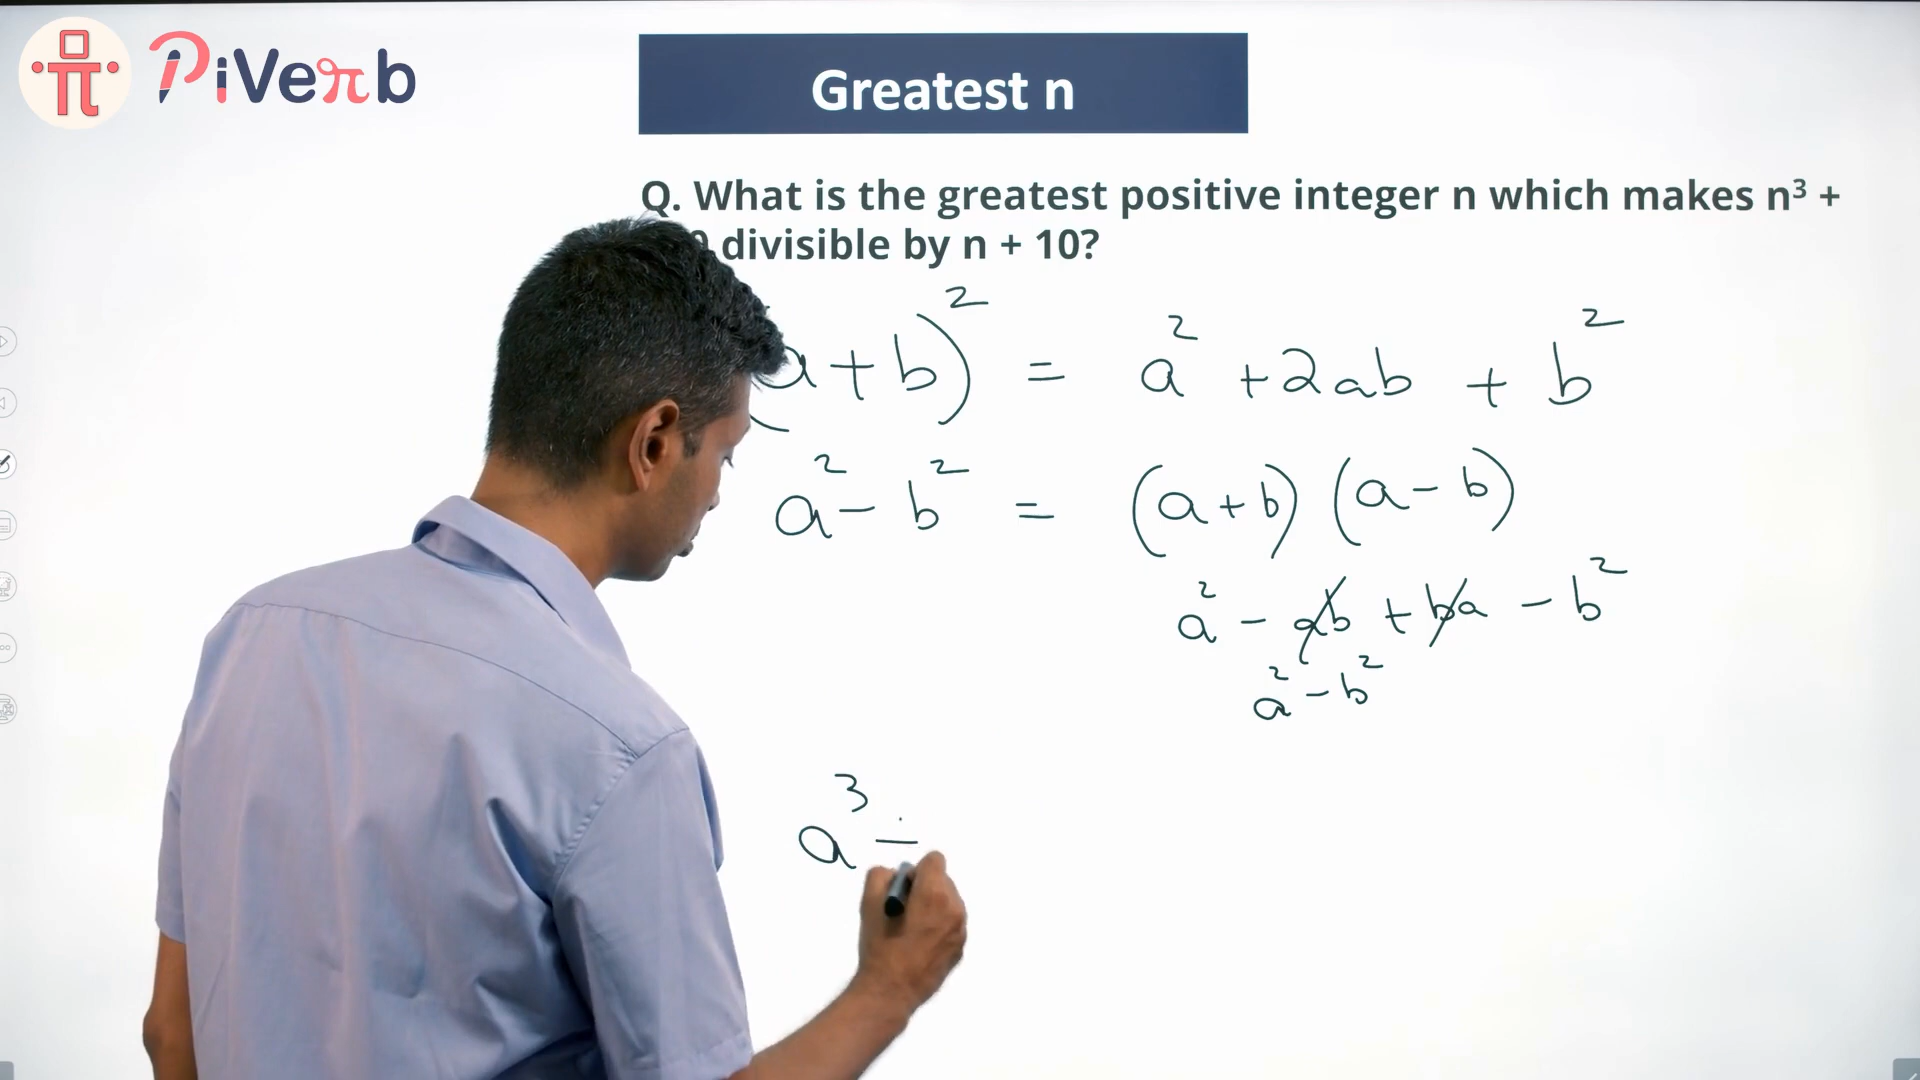 PiVerb
Greatest n
Q. What is the greatest positive integer n which makes n³ +
divisible by n + 10?
(a + b)² = a² + 2ab + b²
a² - b² = (a + b) (a - b)
a² - ab + ba - b²
a² - b²
a³ -